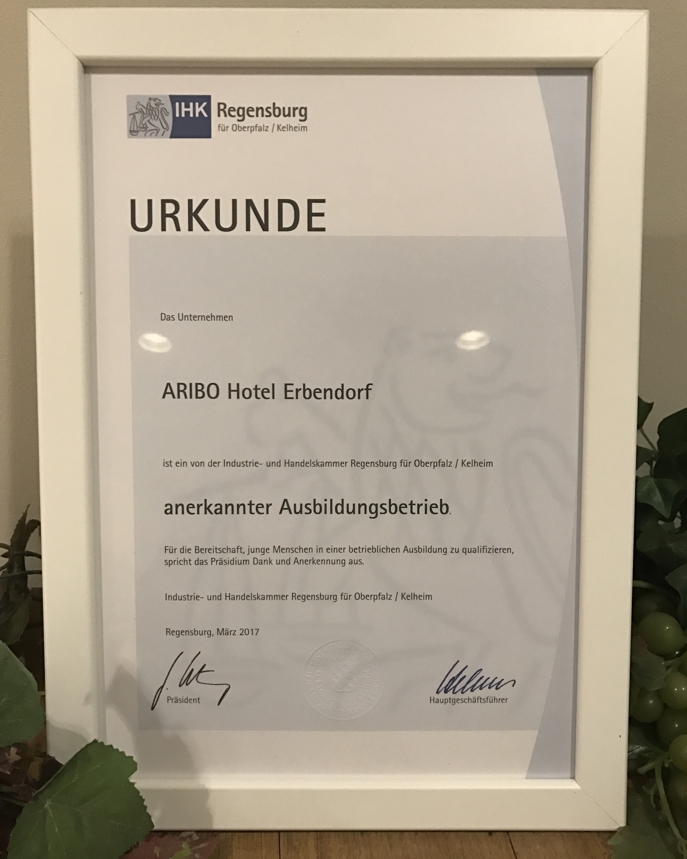 IHK Regensburg
für Oberpfalz / Kelheim
URKUNDE
Das Unternehmen
ARIBO Hotel Erbendorf
ist ein von der Industrie- und Handelskammer Regensburg für Oberpfalz / Kelheim
anerkannter Ausbildungsbetrieb.
Für die Bereitschaft, junge Menschen in einer betrieblichen Ausbildung zu qualifizieren,
spricht das Präsidium Dank und Anerkennung aus.
Industrie- und Handelskammer Regensburg für Oberpfalz / Kelheim
Regensburg, März 2017
Präsident
Hauptgeschäftsführer